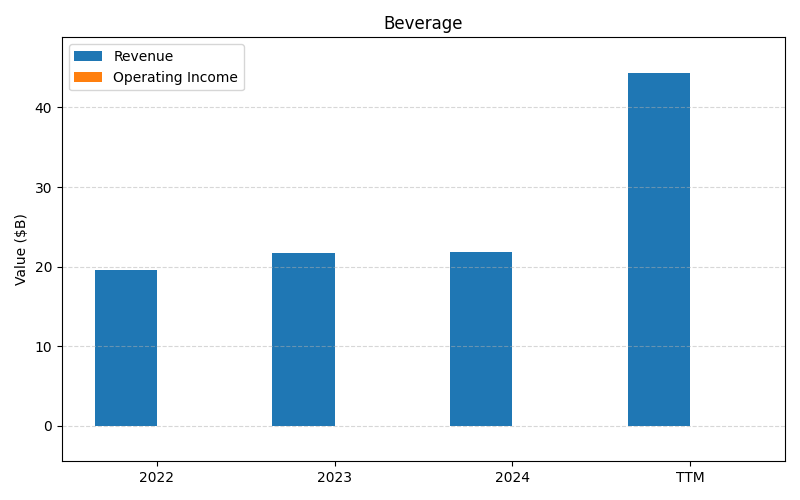 Beverage
Revenue
Operating Income
Value ($B)
40
30
20
10
0
2022 2023 2024 TTM